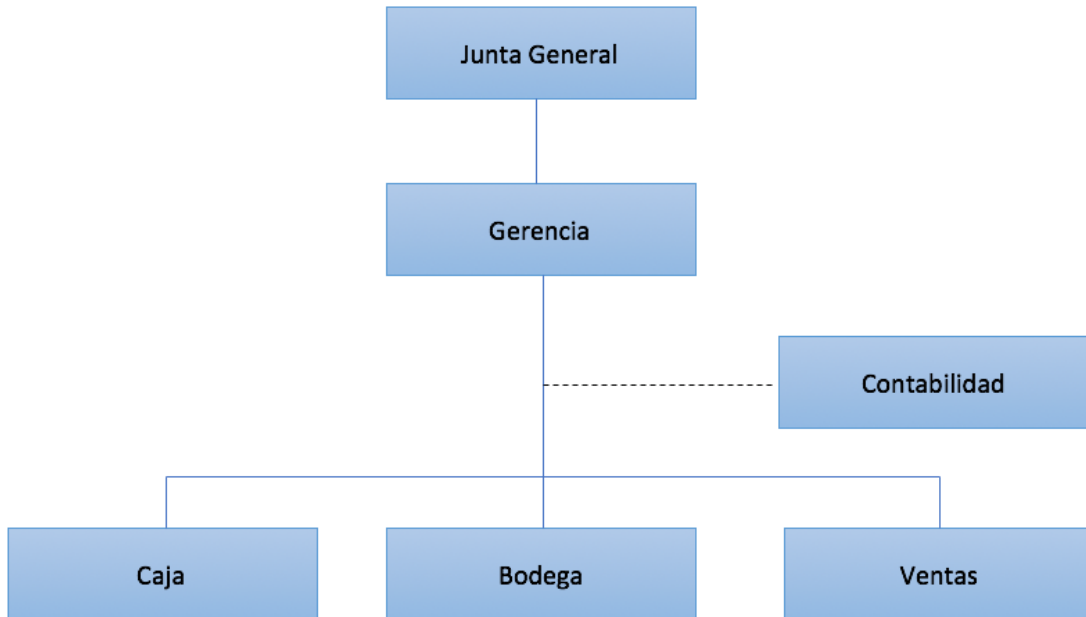 Junta General
Gerencia
Contabilidad
Caja
Bodega
Ventas